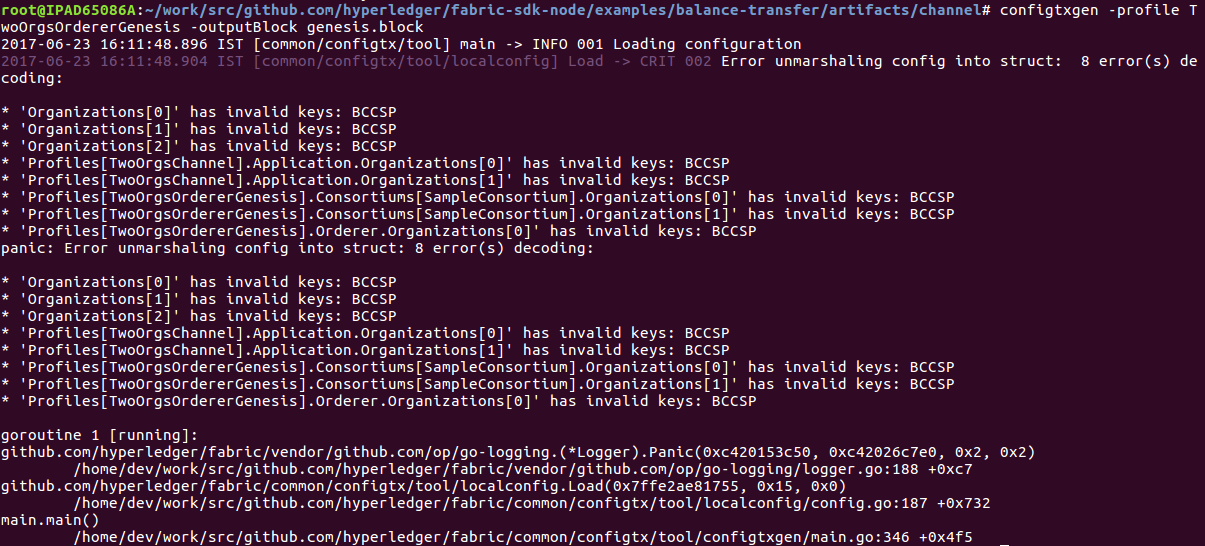 root@IPAD65086A:~/work/src/github.com/hyperledger/fabric-sdk-node/examples/balance-transfer/artifacts/channel# configtxgen -profile T
woOrgsOrdererGenesis -outputBlock genesis.block
2017-06-23 16:11:48.896 IST [common/configtx/tool] main -> INFO 001 Loading configuration
2017-06-23 16:11:48.904 IST [common/configtx/tool/localconfig] Load -> CRIT 002 Error unmarshaling config into struct:  8 error(s) de
coding:
* 'Organizations[0]' has invalid keys: BCCSP
* 'Organizations[1]' has invalid keys: BCCSP
* 'Organizations[2]' has invalid keys: BCCSP
* 'Profiles[TwoOrgsChannel].Application.Organizations[0]' has invalid keys: BCCSP
* 'Profiles[TwoOrgsChannel].Application.Organizations[1]' has invalid keys: BCCSP
* 'Profiles[TwoOrgsOrdererGenesis].Consortiums[SampleConsortium].Organizations[0]' has invalid keys: BCCSP
* 'Profiles[TwoOrgsOrdererGenesis].Consortiums[SampleConsortium].Organizations[1]' has invalid keys: BCCSP
* 'Profiles[TwoOrgsOrdererGenesis].Orderer.Organizations[0]' has invalid keys: BCCSP
panic: Error unmarshaling config into struct: 8 error(s) decoding:
* 'Organizations[0]' has invalid keys: BCCSP
* 'Organizations[1]' has invalid keys: BCCSP
* 'Organizations[2]' has invalid keys: BCCSP
* 'Profiles[TwoOrgsChannel].Application.Organizations[0]' has invalid keys: BCCSP
* 'Profiles[TwoOrgsChannel].Application.Organizations[1]' has invalid keys: BCCSP
* 'Profiles[TwoOrgsOrdererGenesis].Consortiums[SampleConsortium].Organizations[0]' has invalid keys: BCCSP
* 'Profiles[TwoOrgsOrdererGenesis].Consortiums[SampleConsortium].Organizations[1]' has invalid keys: BCCSP
* 'Profiles[TwoOrgsOrdererGenesis].Orderer.Organizations[0]' has invalid keys: BCCSP
goroutine 1 [running]:
github.com/hyperledger/fabric/vendor/github.com/op/go-logging.(*Logger).Panic(0xc420153c50, 0xc42026c7e0, 0x2, 0x2)
/home/dev/work/src/github.com/hyperledger/fabric/vendor/github.com/op/go-logging/logger.go:188 +0xc7
github.com/hyperledger/fabric/common/configtx/tool/localconfig.Load(0x7ffe2ae81755, 0x15, 0x0)
/home/dev/work/src/github.com/hyperledger/fabric/common/configtx/tool/localconfig/config.go:187 +0x732
main.main()
/home/dev/work/src/github.com/hyperledger/fabric/common/configtx/tool/configtxgen/main.go:346 +0x4f5